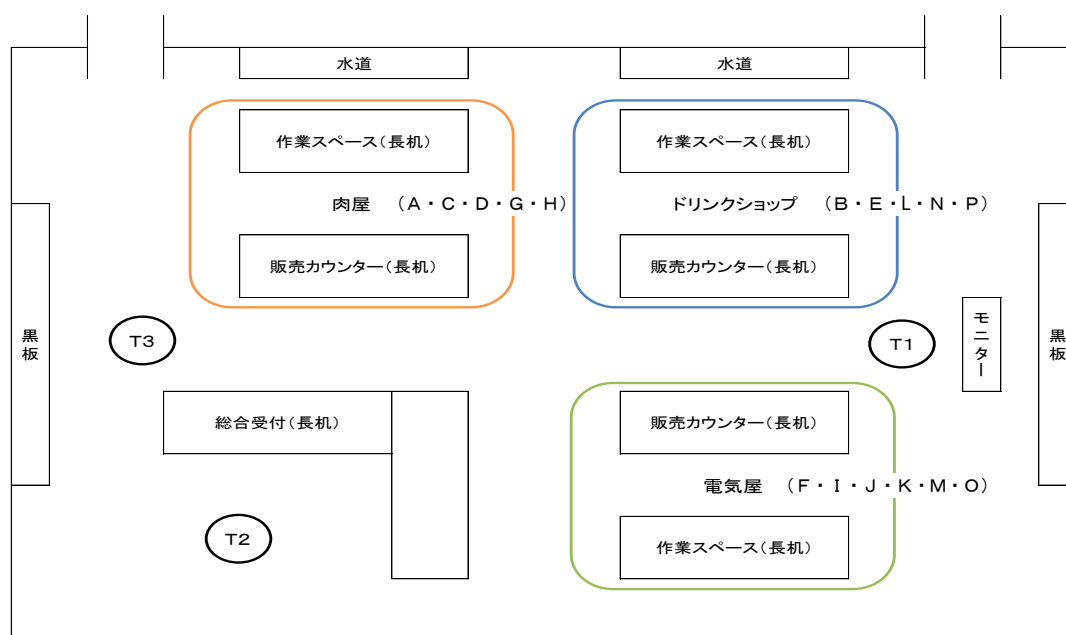 水道
水道
作業スペース(長机)
作業スペース(長机)
肉屋 (A・C・D・G・H)
ドリンクショップ (B・E・L・N・P)
販売カウンター(長机)
販売カウンター(長机)
黒板
T3
T1
モニター
黒板
総合受付(長机)
販売カウンター(長机)
電気屋 (F・I・J・K・M・O)
T2
作業スペース(長机)